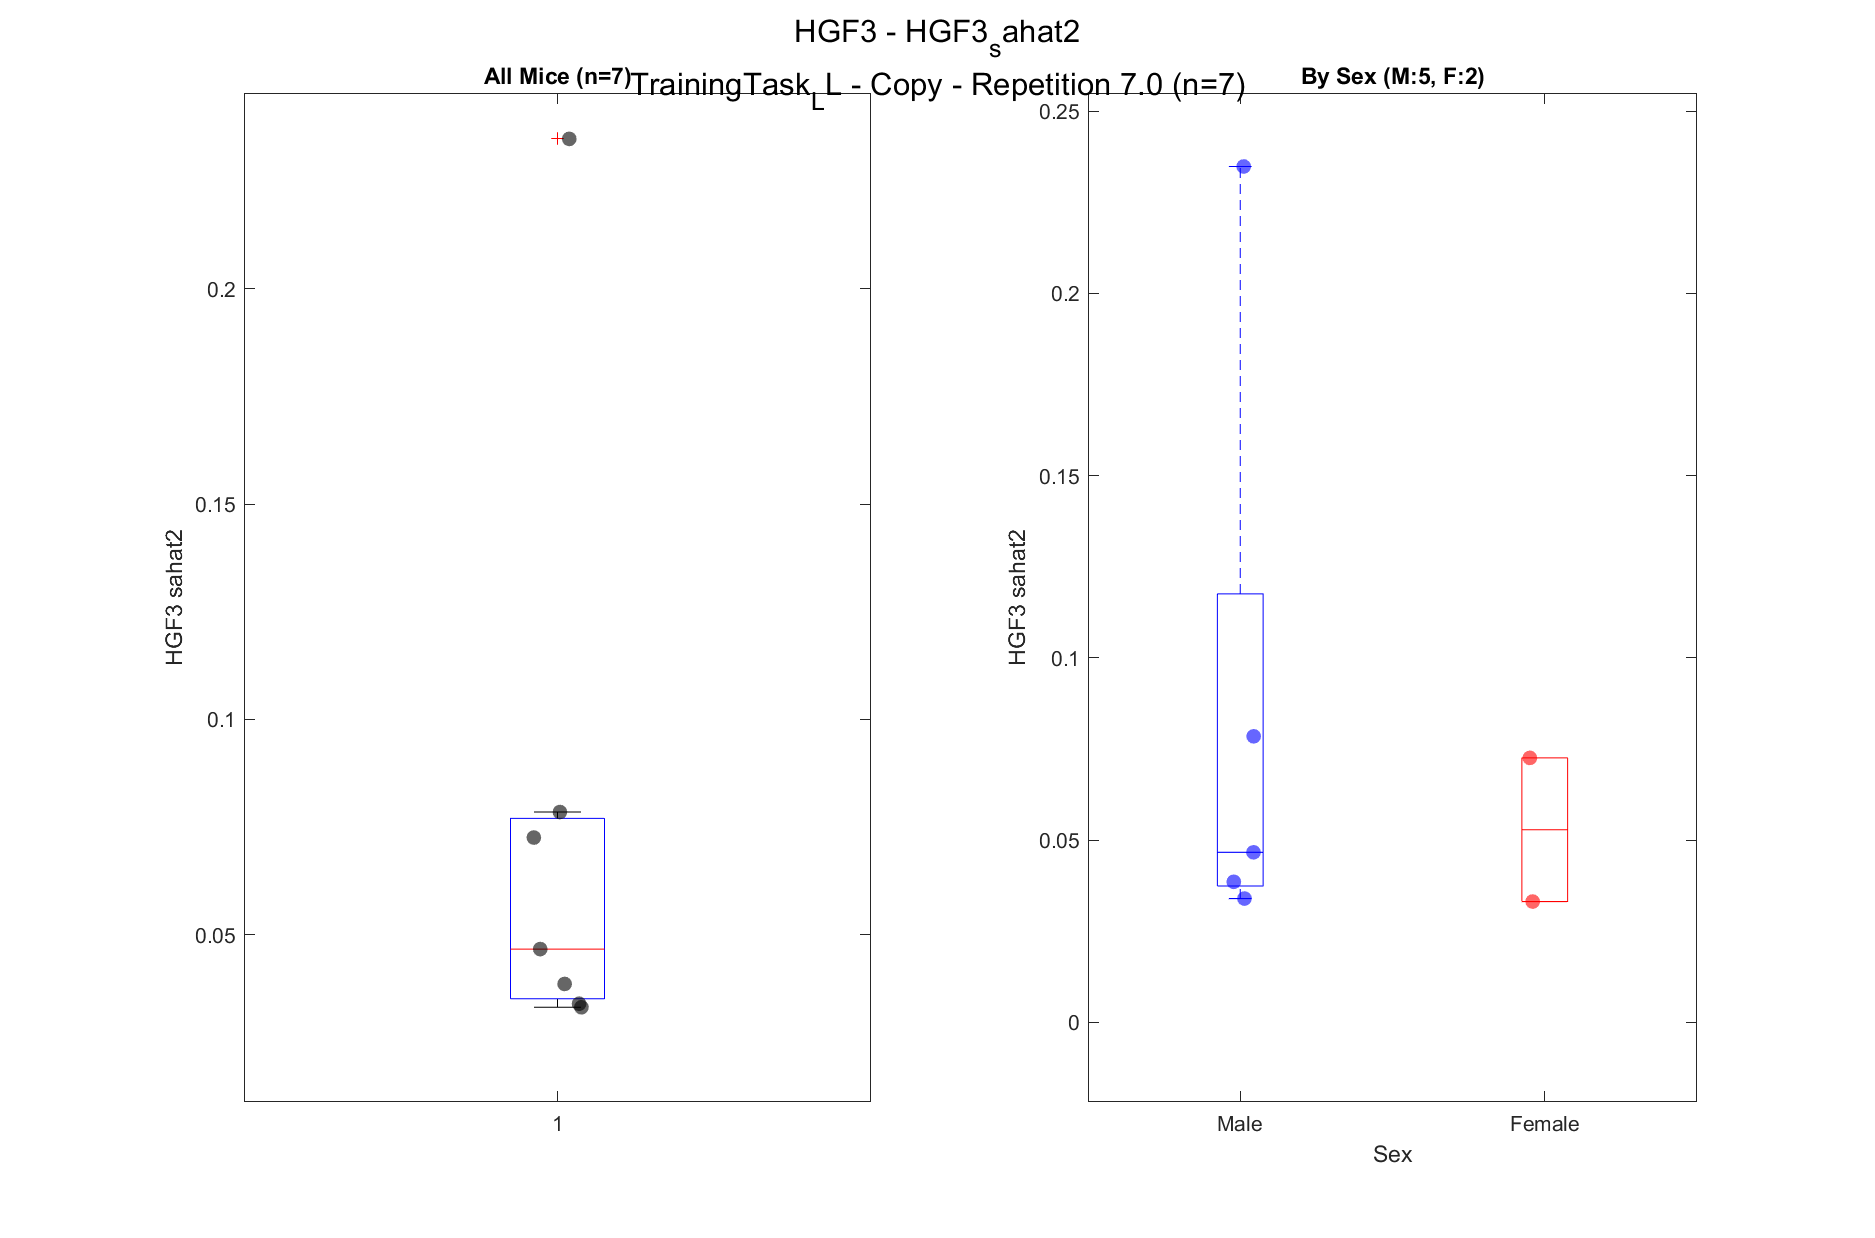 HGF3 - HGF3_sahat2
TrainingTask_LL - Copy - Repetition 7.0 (n=7)
All Mice (n=7)
0.2
0.15
0.1
0.05
HGF3 sahat2
1
By Sex (M:5, F:2)
0.25
0.2
0.15
0.1
0.05
0
HGF3 sahat2
Male
Female
Sex